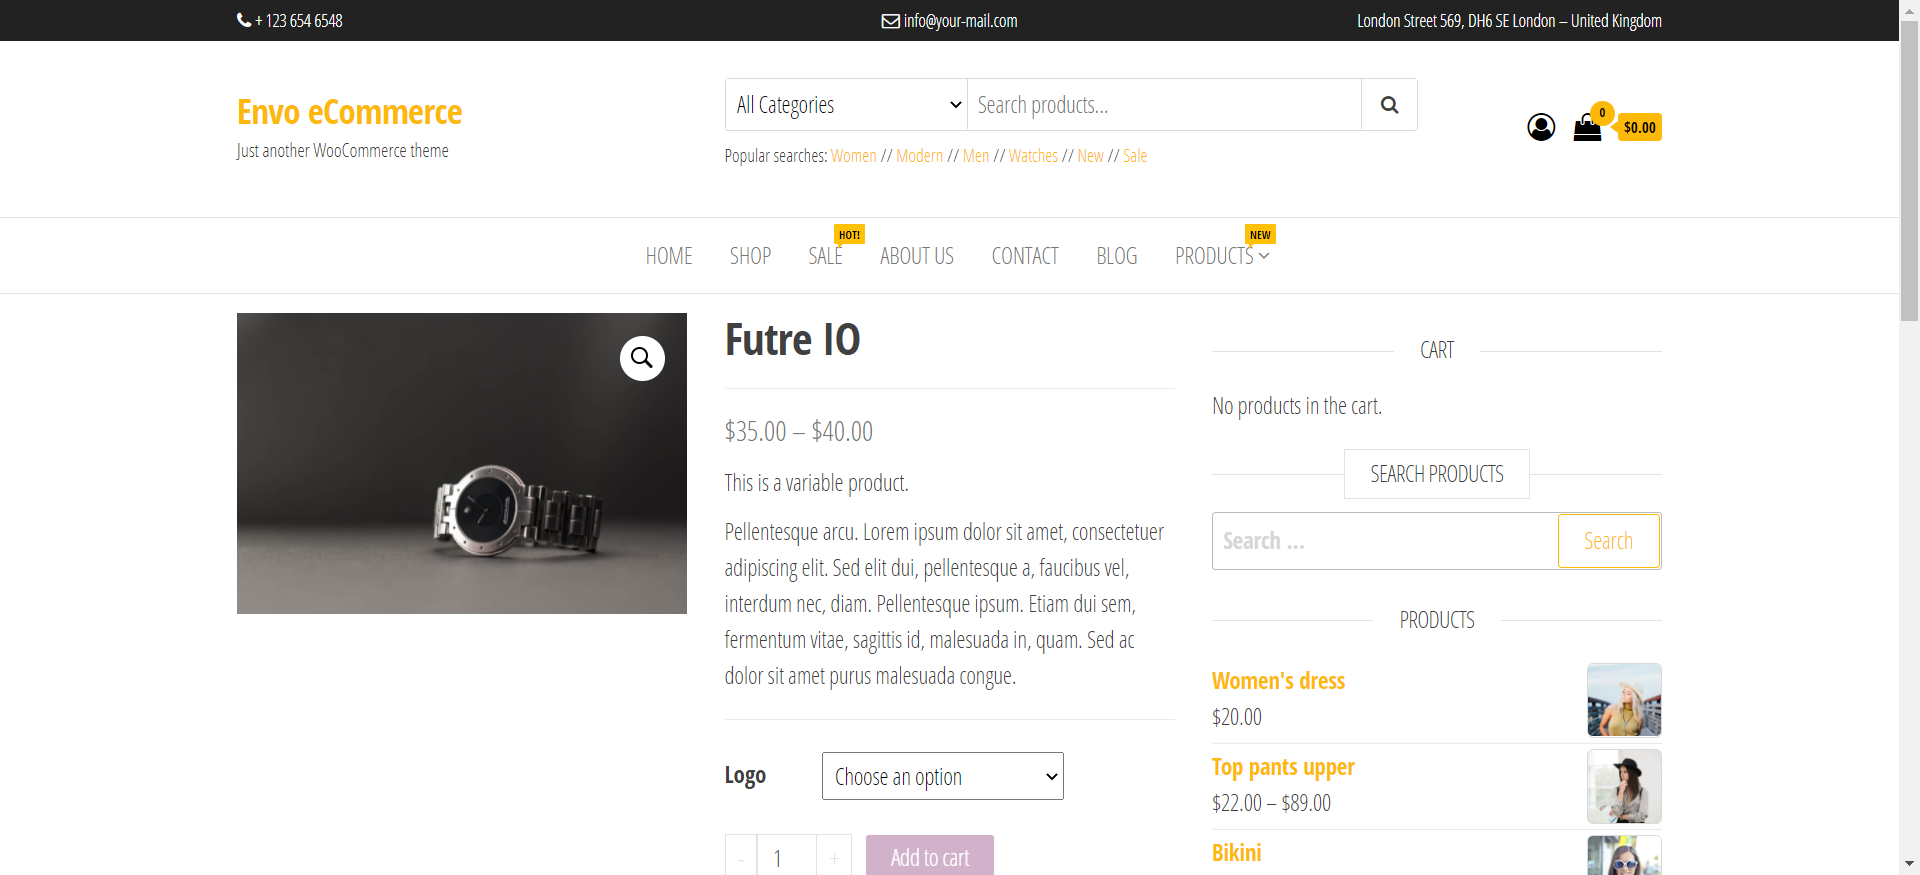 + 123 654 6548
info@your-mail.com
London Street 569, DH6 SE London – United Kingdom
Envo eCommerce
Just another WooCommerce theme
All Categories
Search products...
Popular searches: Women // Modern // Men // Watches // New // Sale
0
$0.00
HOME
SHOP
SALE
HOT!
ABOUT US
CONTACT
BLOG
PRODUCTS
NEW
Futre IO
$35.00 – $40.00
This is a variable product.
Pellentesque arcu. Lorem ipsum dolor sit amet, consectetuer
adipiscing elit. Sed elit dui, pellentesque a, faucibus vel,
interdum nec, diam. Pellentesque ipsum. Etiam dui sem,
fermentum vitae, sagittis id, malesuada in, quam. Sed ac
dolor sit amet purus malesuada congue.
Logo
Choose an option
- 1 +
Add to cart
CART
No products in the cart.
SEARCH PRODUCTS
Search ...
Search
PRODUCTS
Women's dress
$20.00
Top pants upper
$22.00 – $89.00
Bikini